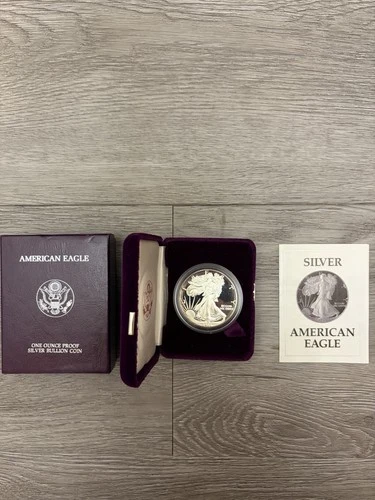 AMERICAN EAGLE
ONE OUNCE PROOF
SILVER BULLION COIN
SILVER
AMERICAN
EAGLE